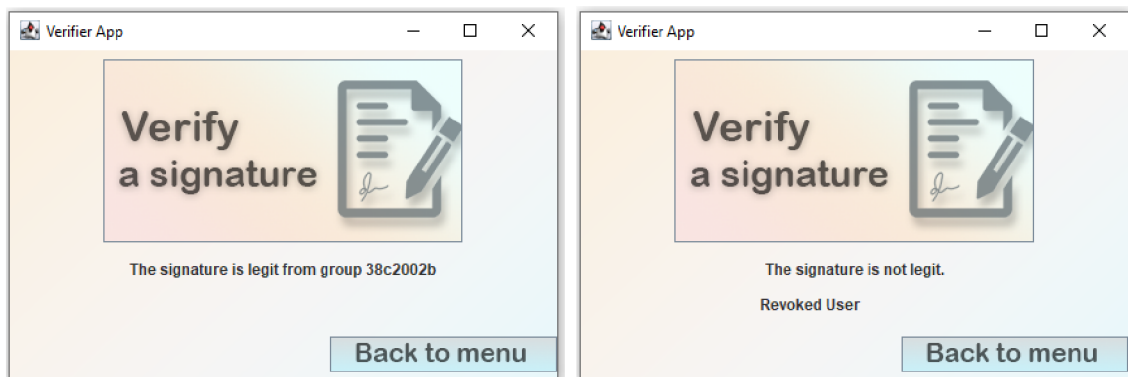 Verifier App
Verify
a signature
The signature is legit from group 38c2002b
Back to menu
Verifier App
Verify
a signature
The signature is not legit.
Revoked User
Back to menu